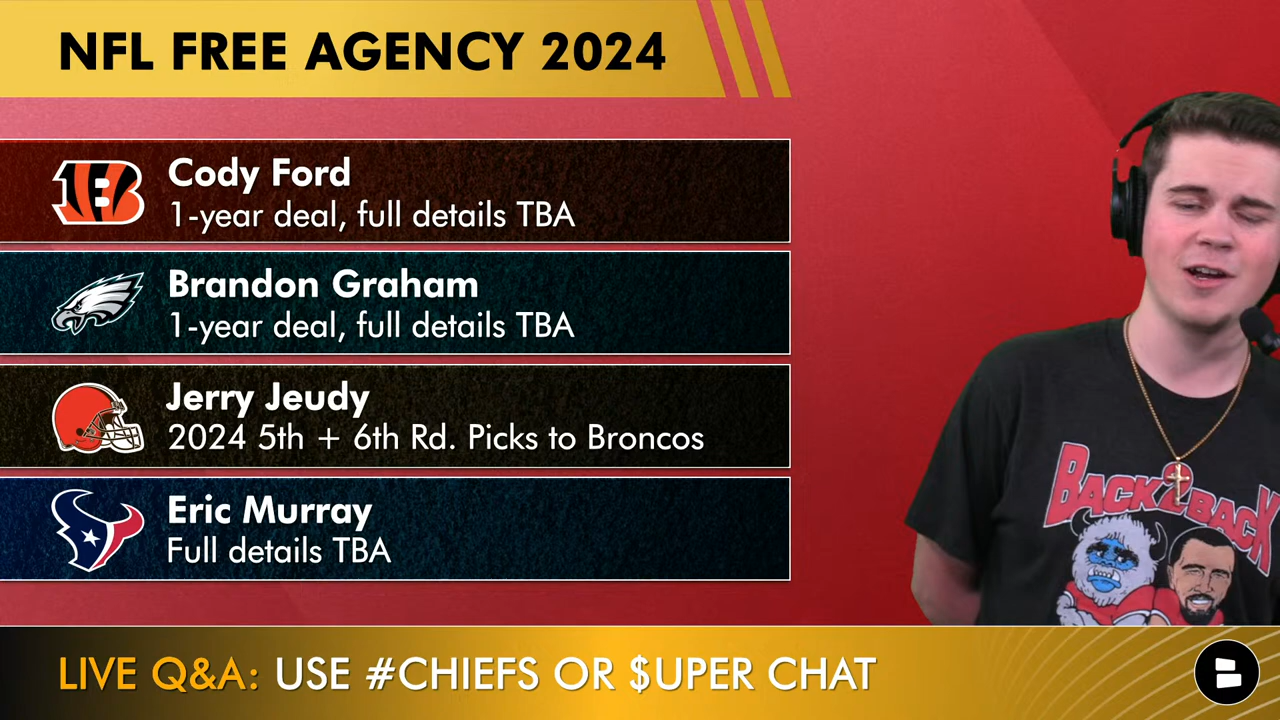 NFL FREE AGENCY 2024
Cody Ford
1-year deal, full details TBA
Brandon Graham
1-year deal, full details TBA
Jerry Jeudy
2024 5th + 6th Rd. Picks to Broncos
Eric Murray
Full details TBA
BACK2BACK
LIVE Q&A: USE #CHIEFS OR $UPER CHAT